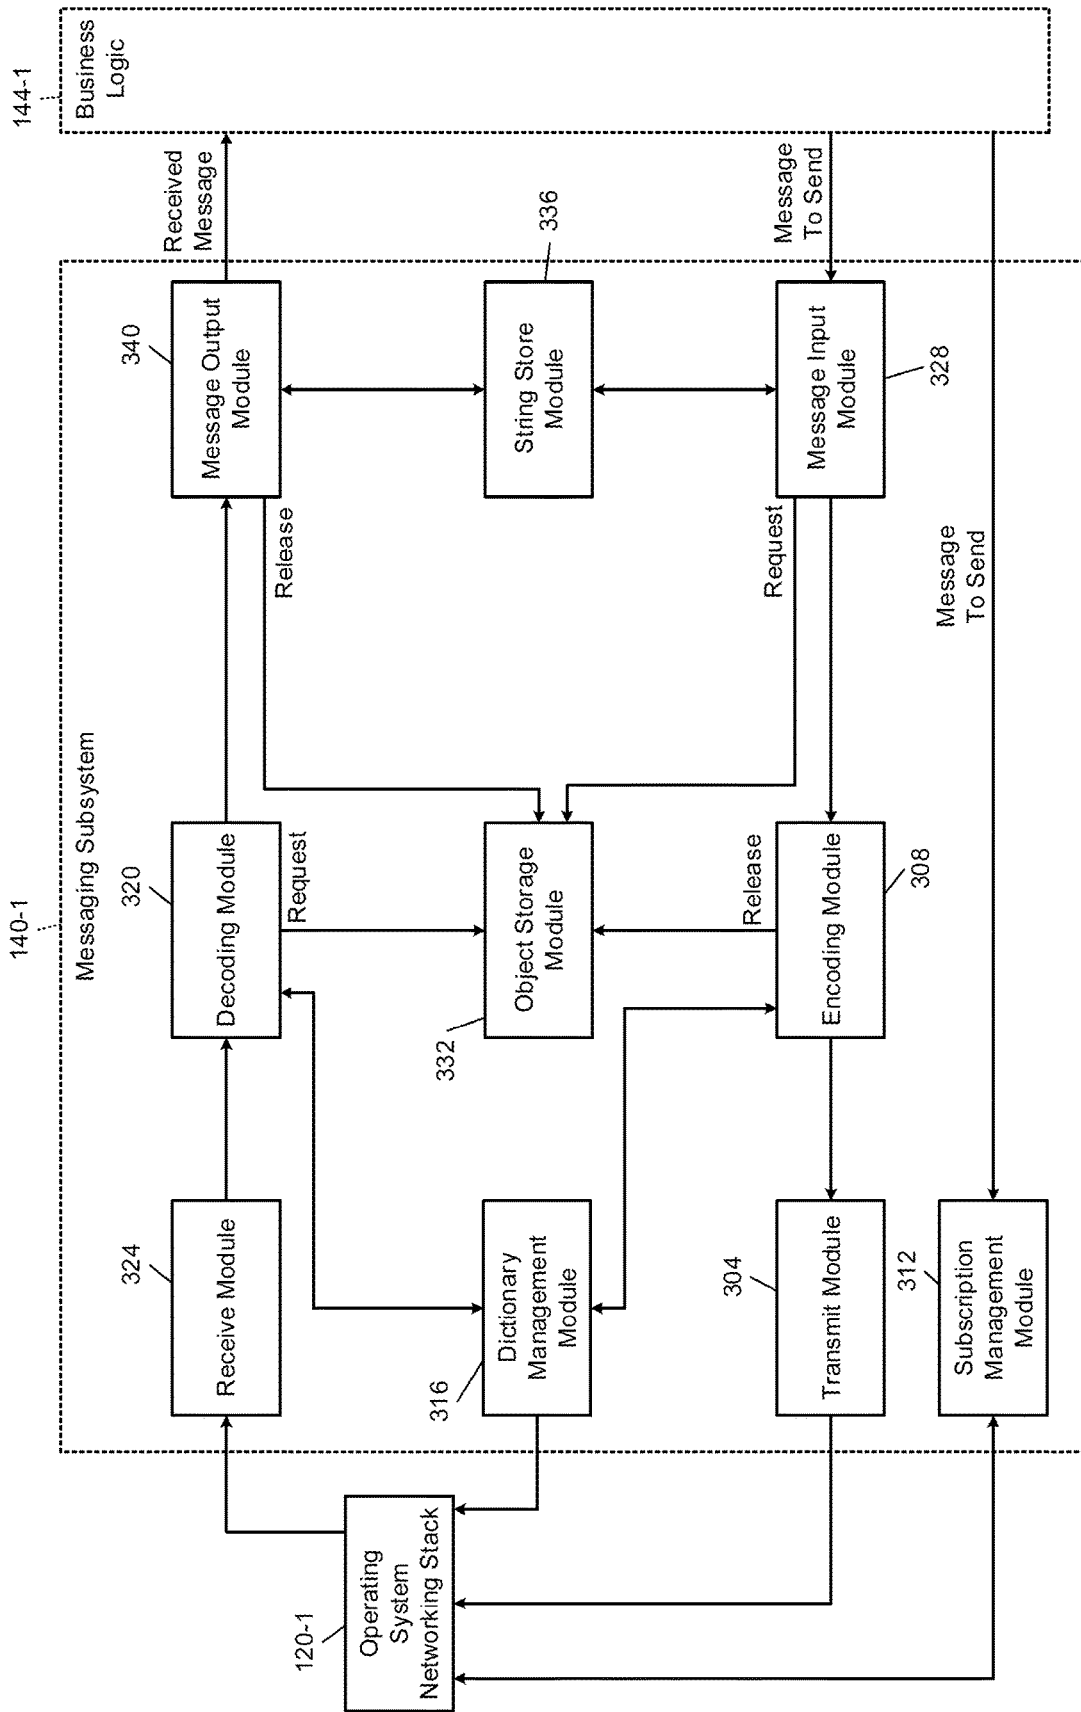 140-1
144-1
Messaging Subsystem
Business
Logic
324
Receive Module
320
Decoding Module
Request
340
Message Output
Module
Release
Received
Message
120-1
Operating
System
Networking Stack
316
Dictionary
Management
Module
332
Object Storage
Module
336
String Store
Module
304
Transmit Module
Release
308
Encoding Module
Request
328
Message Input
Module
Message
To Send
312
Subscription
Management
Module
Message
To Send